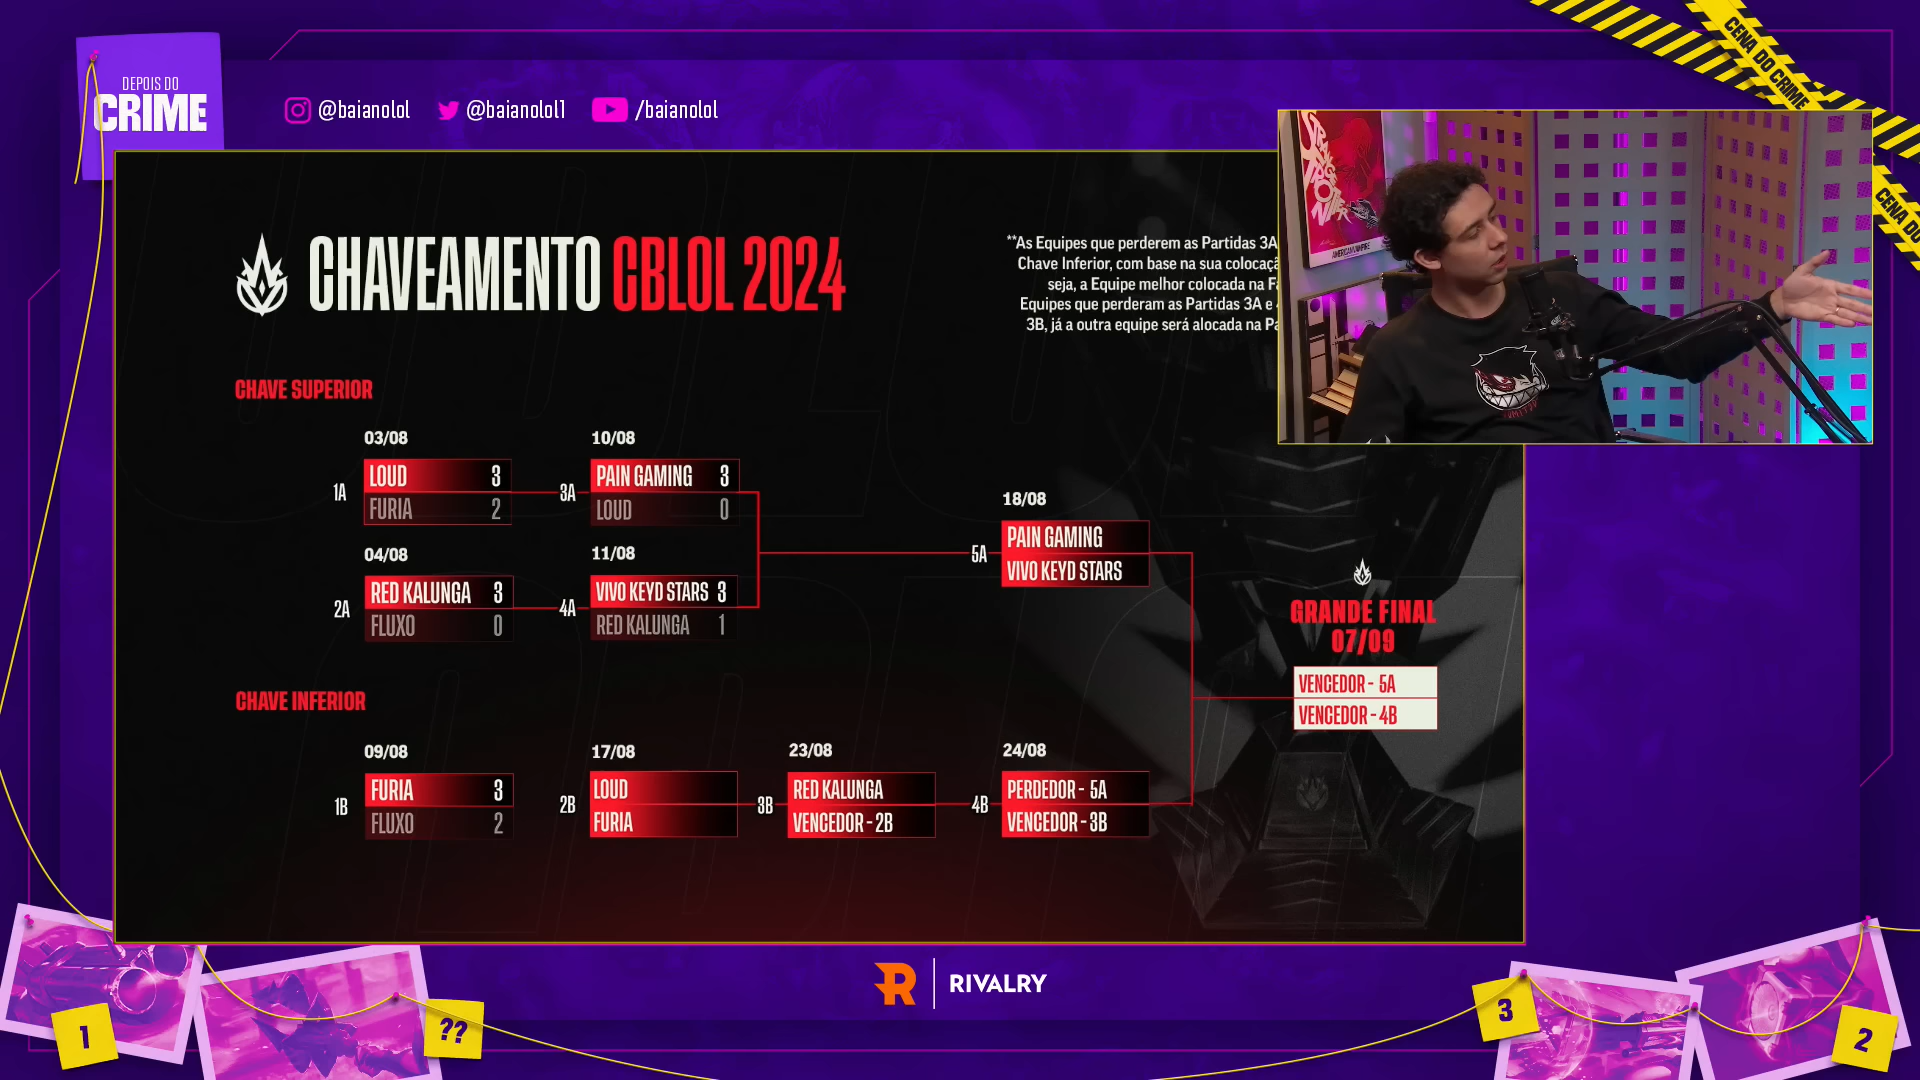 DEPOIS DO
CRIME
@baianolol
@baianolol1
/baianolol
CENA DO CRIME
CENA DO
AMERICAN VAMPIRE
CHAVEAMENTO CBLOL 2024
**As Equipes que perderem as Partidas 3A
Chave Inferior, com base na sua
seja, a Equipe melhor colocada na
Equipes que perderam as Partidas 3A e
3B, já a outra equipe será alocada na
CHAVE SUPERIOR
03/08
1A
LOUD 3
FURIA 2
10/08
3A
PAIN GAMING 3
LOUD 0
04/08
2A
RED KALUNGA 3
FLUXO 0
11/08
4A
VIVO KEYD STARS 3
RED KALUNGA 1
18/08
5A
PAIN GAMING
VIVO KEYD STARS
GRANDE FINAL
07/09
VENCEDOR - 5A
VENCEDOR - 4B
CHAVE INFERIOR
09/08
1B
FURIA 3
FLUXO 2
17/08
2B
LOUD
FURIA
23/08
3B
RED KALUNGA
VENCEDOR - 2B
24/08
4B
PERDEDOR - 5A
VENCEDOR - 3B
R | RIVALRY
1
??
3
2